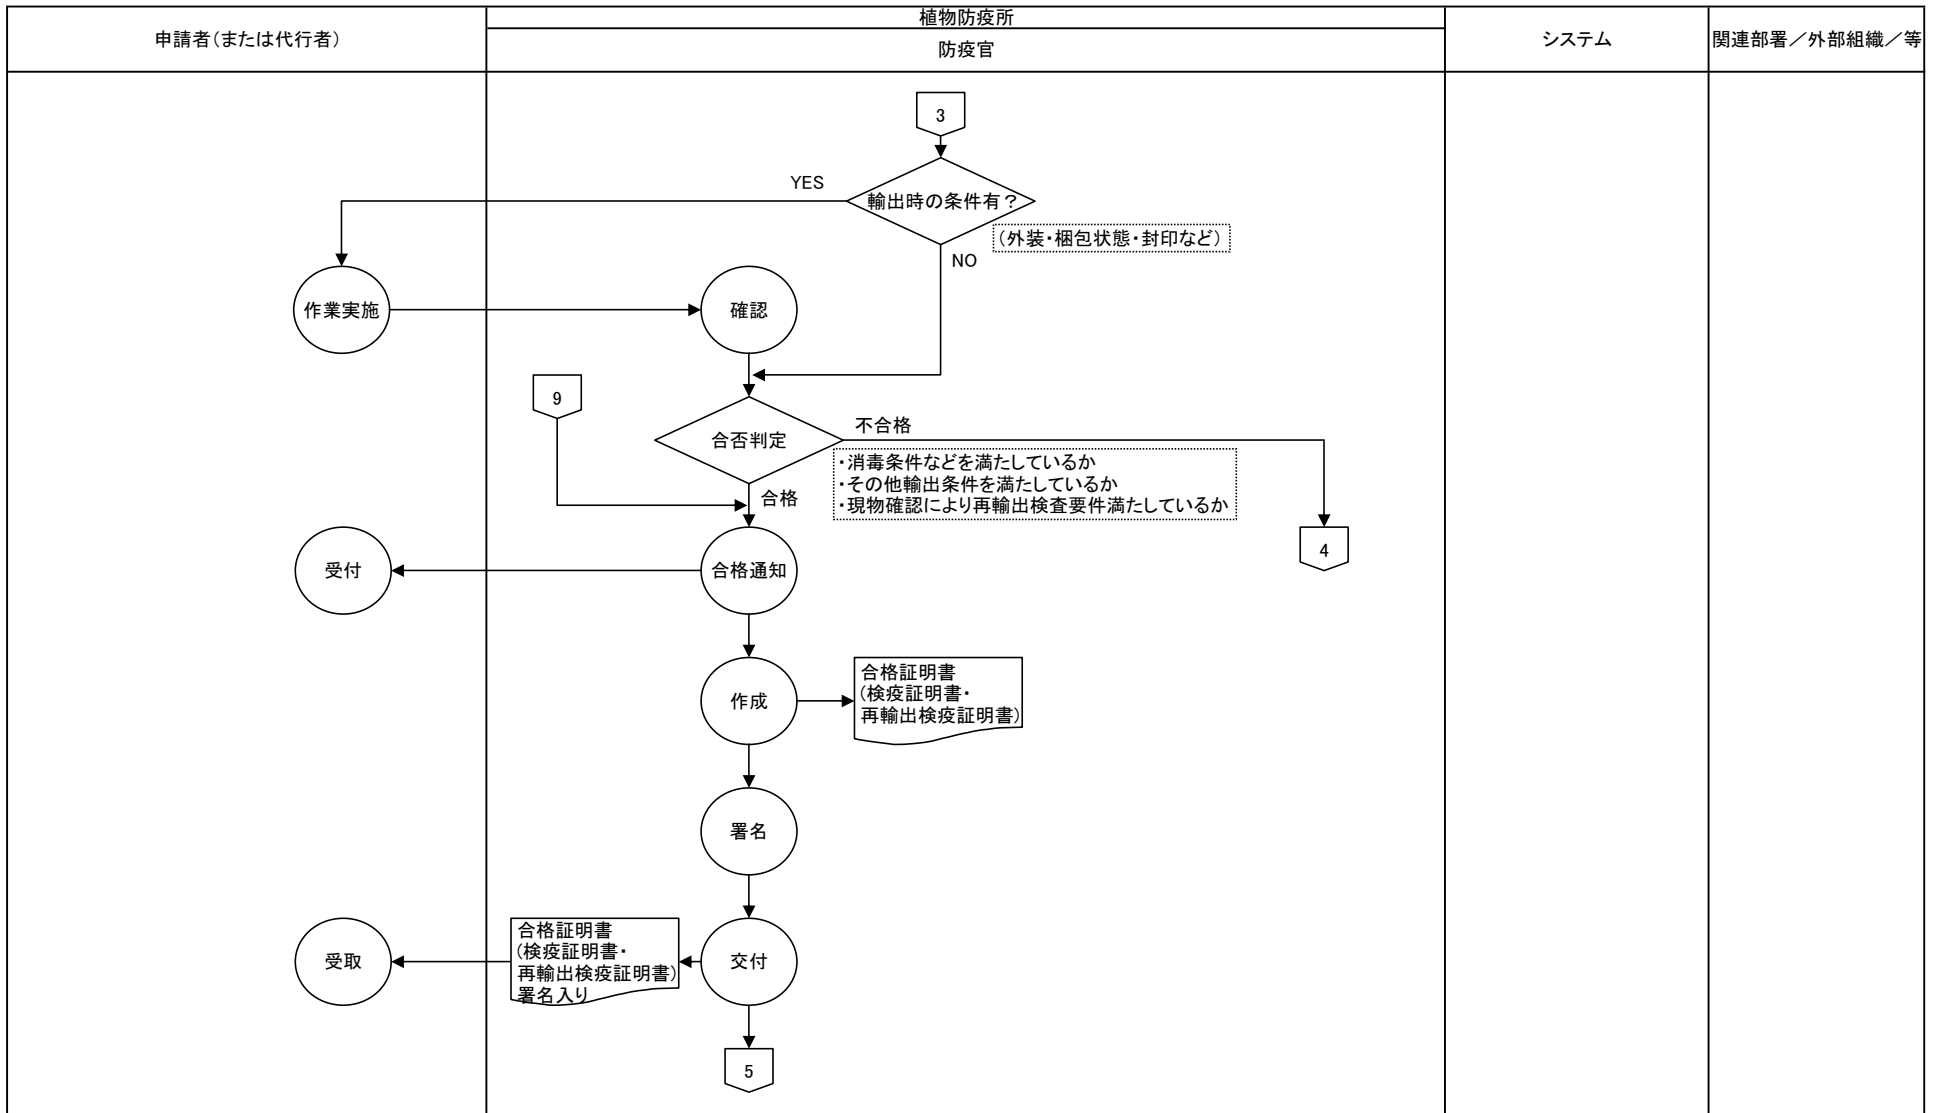 植物防疫所
申請者(または代行者)
防疫官
システム
関連部署／外部組織／等
3
YES
輸出時の条件有？
(外装・梱包状態・封印など)
NO
作業実施
確認
9
不合格
合否判定
・消毒条件などを満たしているか
・その他輸出条件を満たしているか
・現物確認により再輸出検査要件満たしているか
合格
4
受付
合格通知
合格証明書
(検疫証明書・
再輸出検疫証明書)
作成
署名
合格証明書
(検疫証明書・
再輸出検疫証明書)
署名入り
受取
交付
5